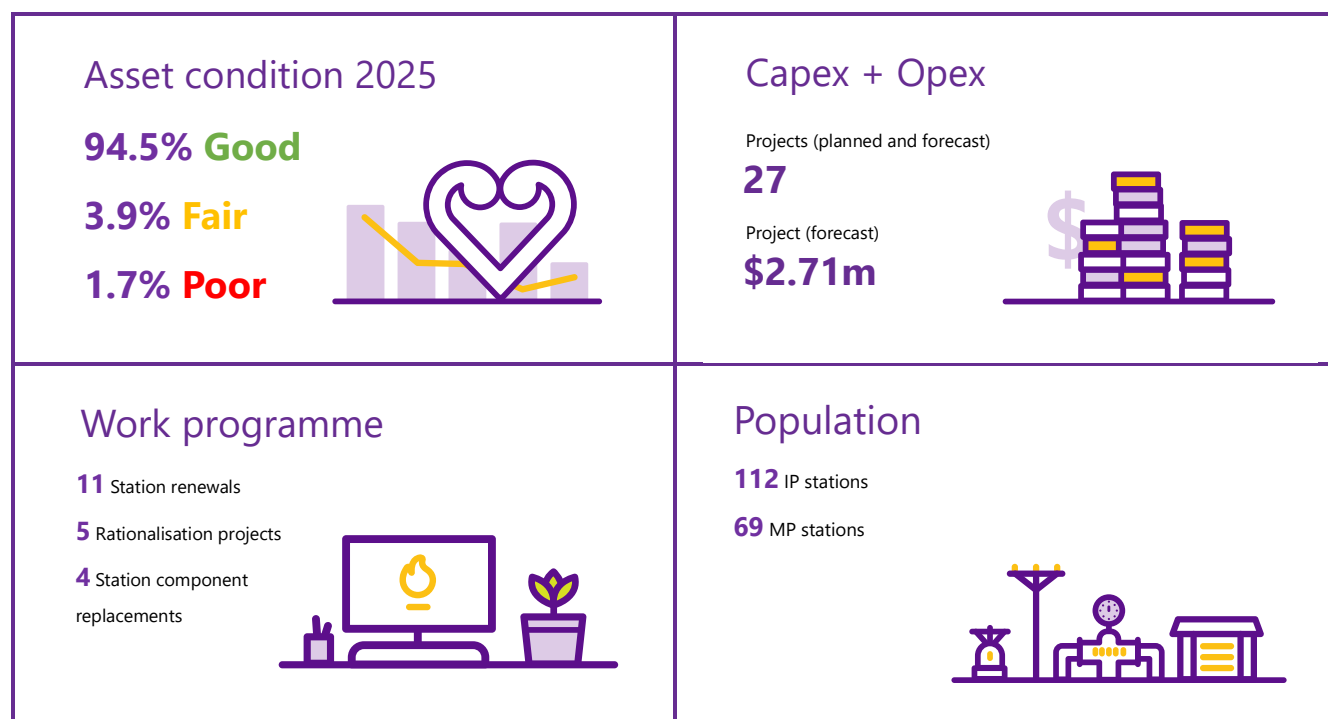 Asset condition 2025
94.5% Good
3.9% Fair
1.7% Poor
Capex + Opex
Projects (planned and forecast)
27
Project (forecast)
$2.71m
$
Work programme
11 Station renewals
5 Rationalisation projects
4 Station component
replacements
Population
112 IP stations
69 MP stations